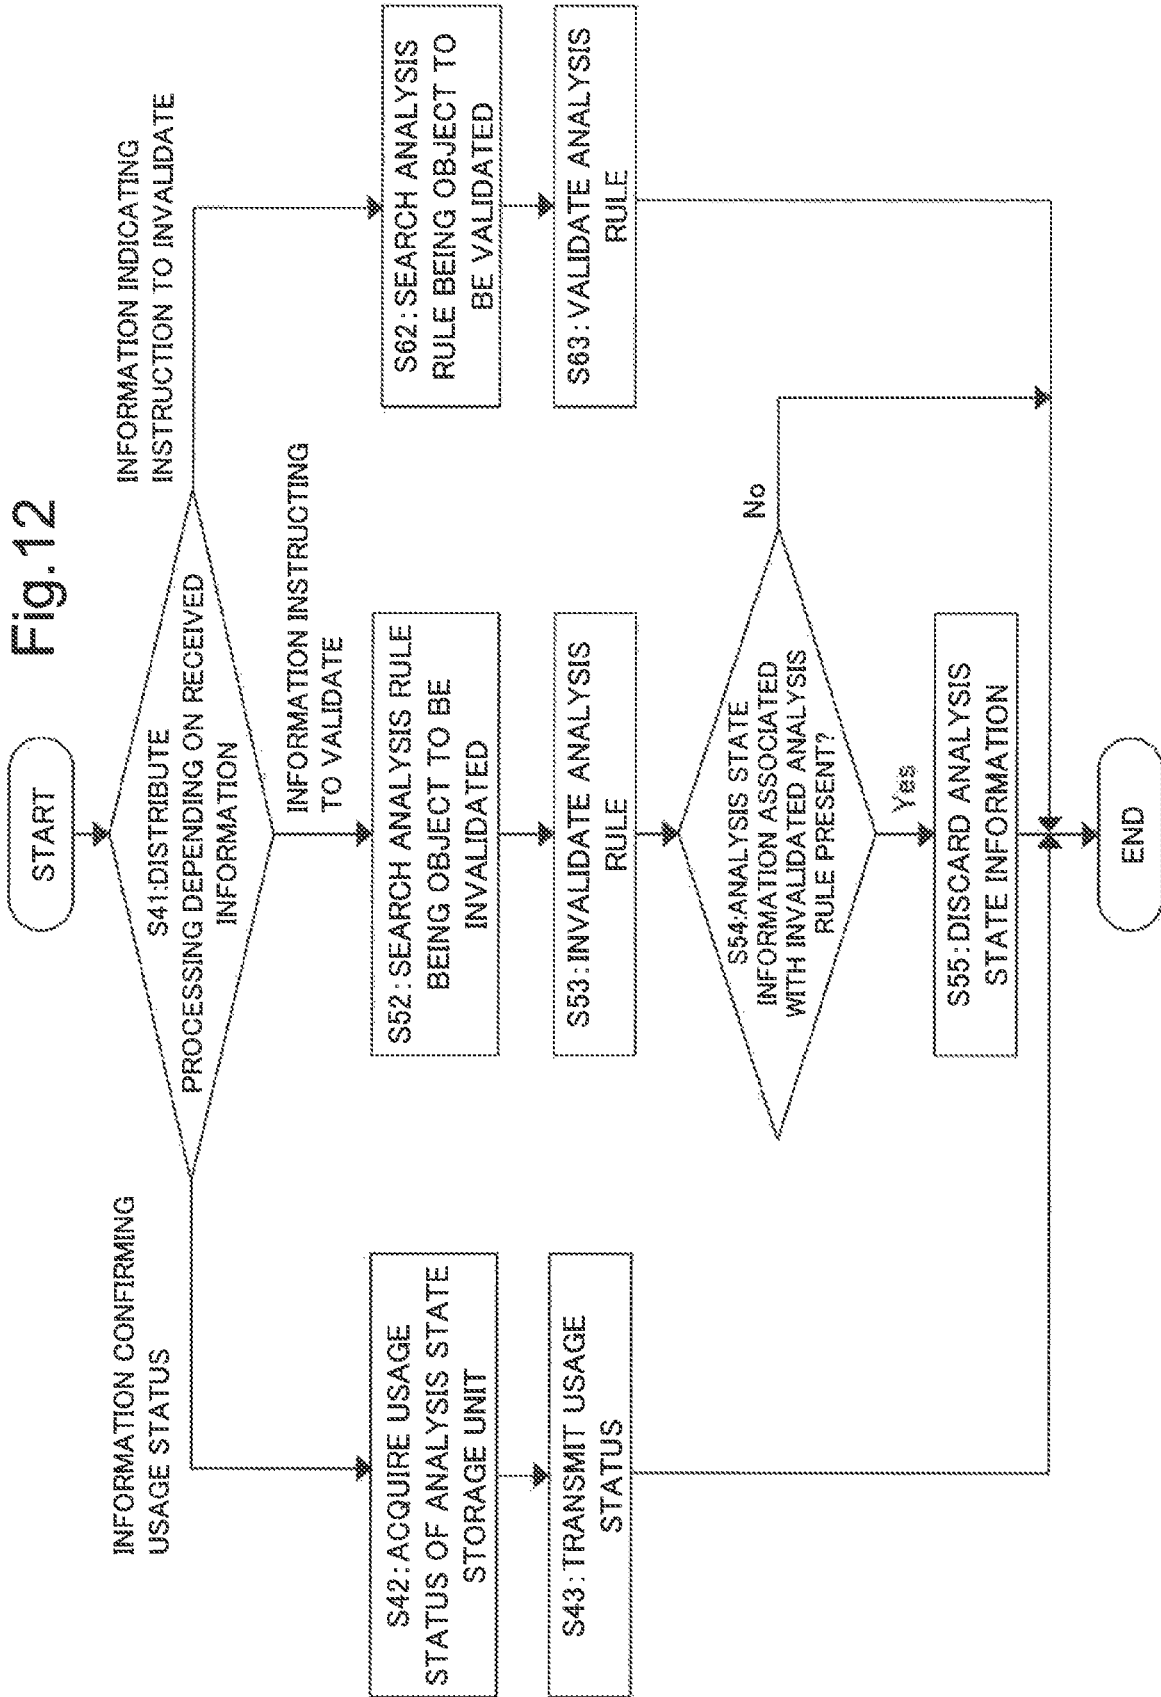 Fig.12
START
S41:DISTRIBUTE
PROCESSING DEPENDING ON RECEIVED
INFORMATION
INFORMATION CONFIRMING
USAGE STATUS
INFORMATION INSTRUCTING
TO VALIDATE
INFORMATION INDICATING
INSTRUCTION TO INVALIDATE
S42:ACQUIRE USAGE
STATUS OF ANALYSIS STATE
STORAGE UNIT
S43:TRANSMIT USAGE
STATUS
S52:SEARCH ANALYSIS RULE
BEING OBJECT TO BE
INVALIDATED
S53:INVALIDATE ANALYSIS
RULE
S54:ANALYSIS STATE
INFORMATION ASSOCIATED
WITH INVALIDATED ANALYSIS
RULE PRESENT?
Yes
No
S55:DISCARD ANALYSIS
STATE INFORMATION
S62:SEARCH ANALYSIS
RULE BEING OBJECT TO
BE VALIDATED
S63:VALIDATE ANALYSIS
RULE
END